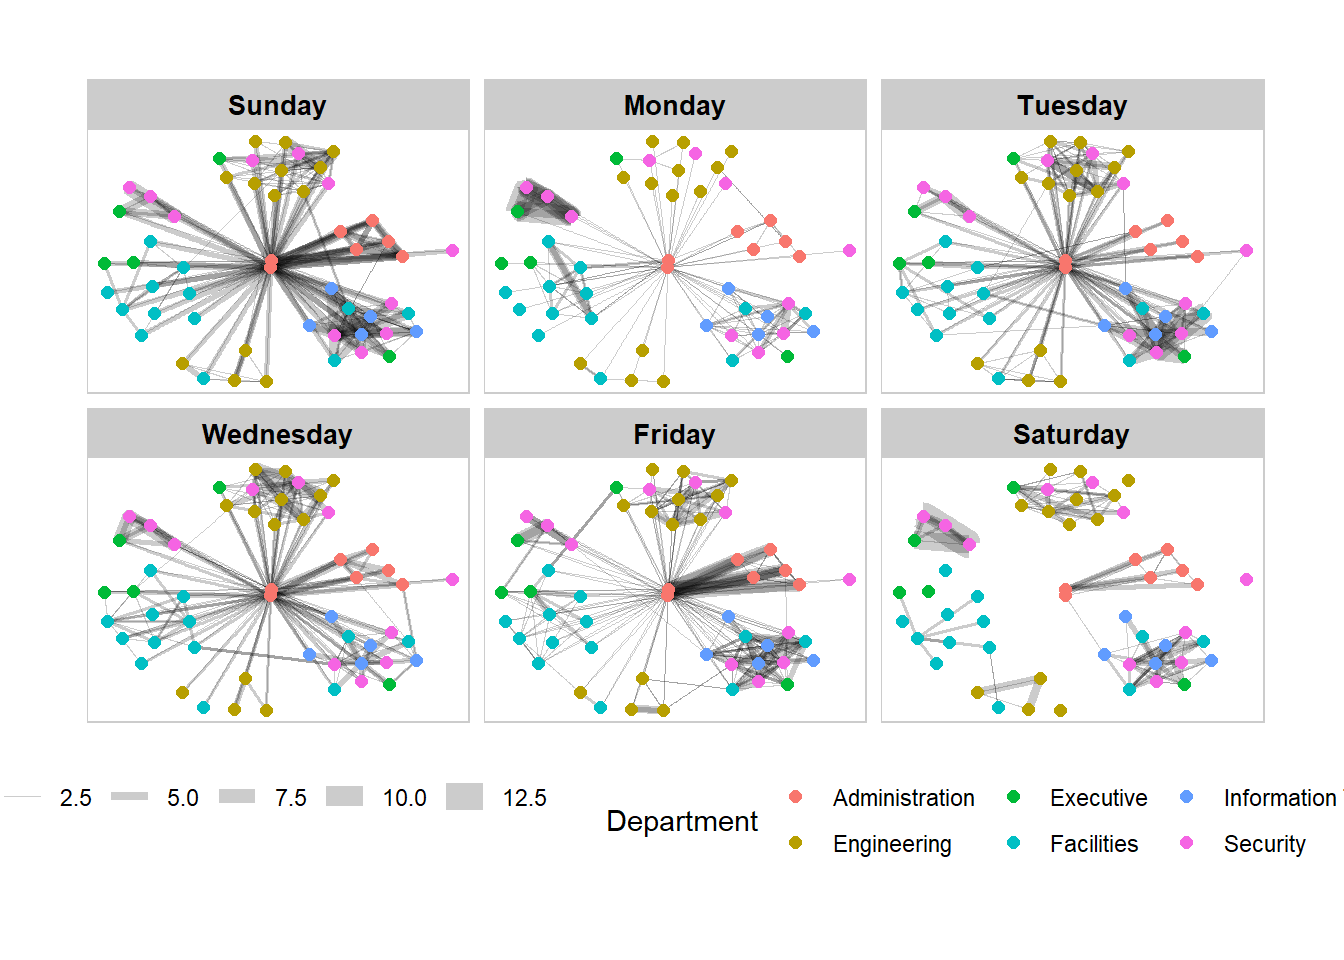 Sunday Monday Tuesday
Wednesday Friday Saturday
2.5 5.0 7.5 10.0 12.5
Department
Administration Executive Information
Engineering Facilities Security